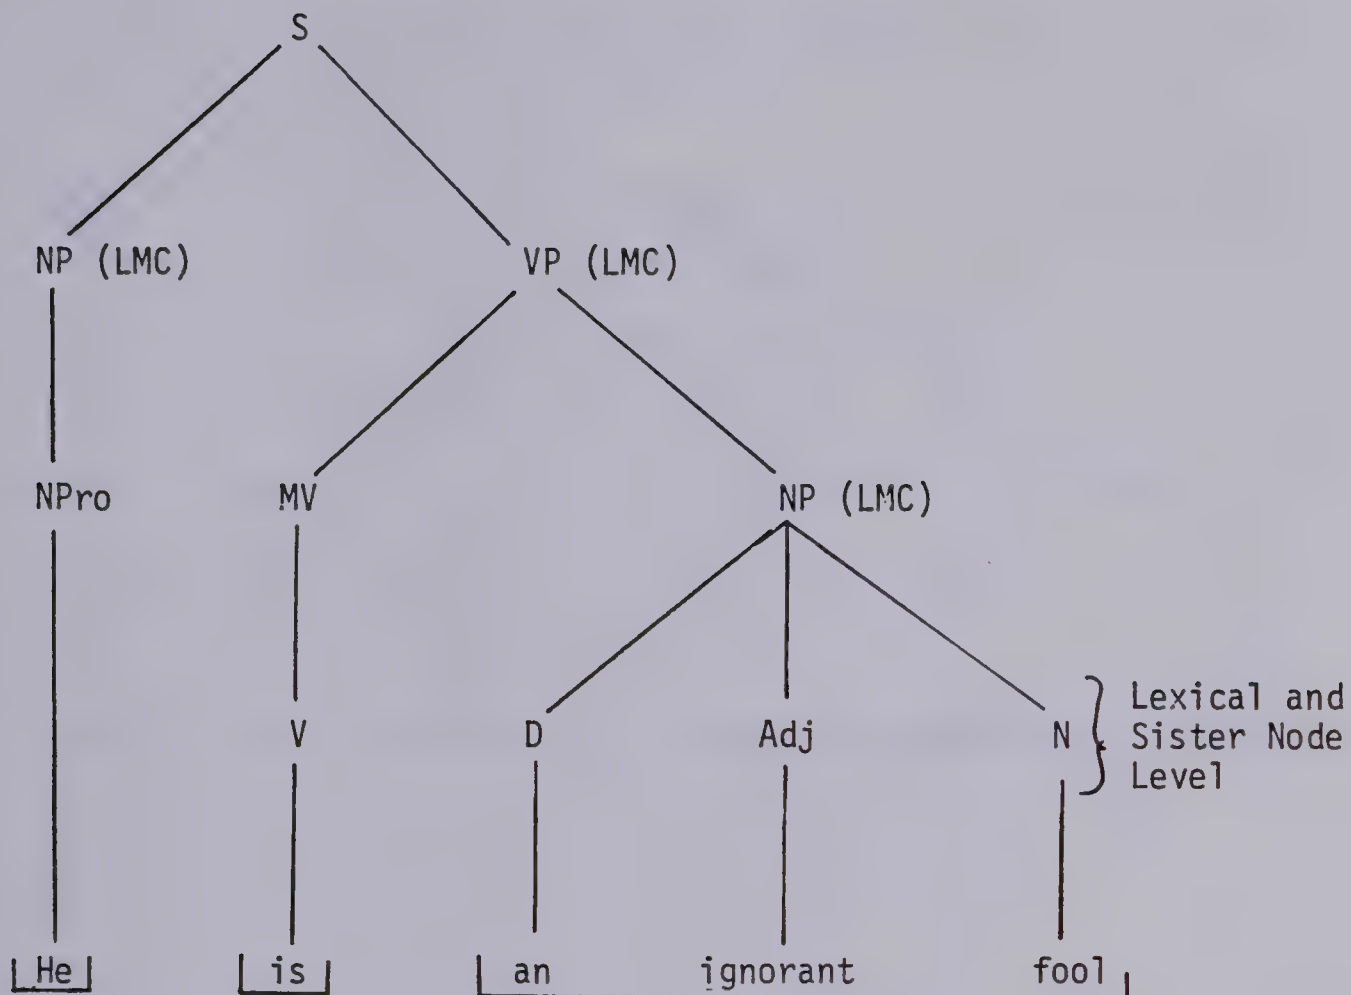 S
NP (LMC) VP (LMC)
NPro MV NP (LMC)
V D Adj N Lexical and
Sister Node
Level
He is an ignorant fool